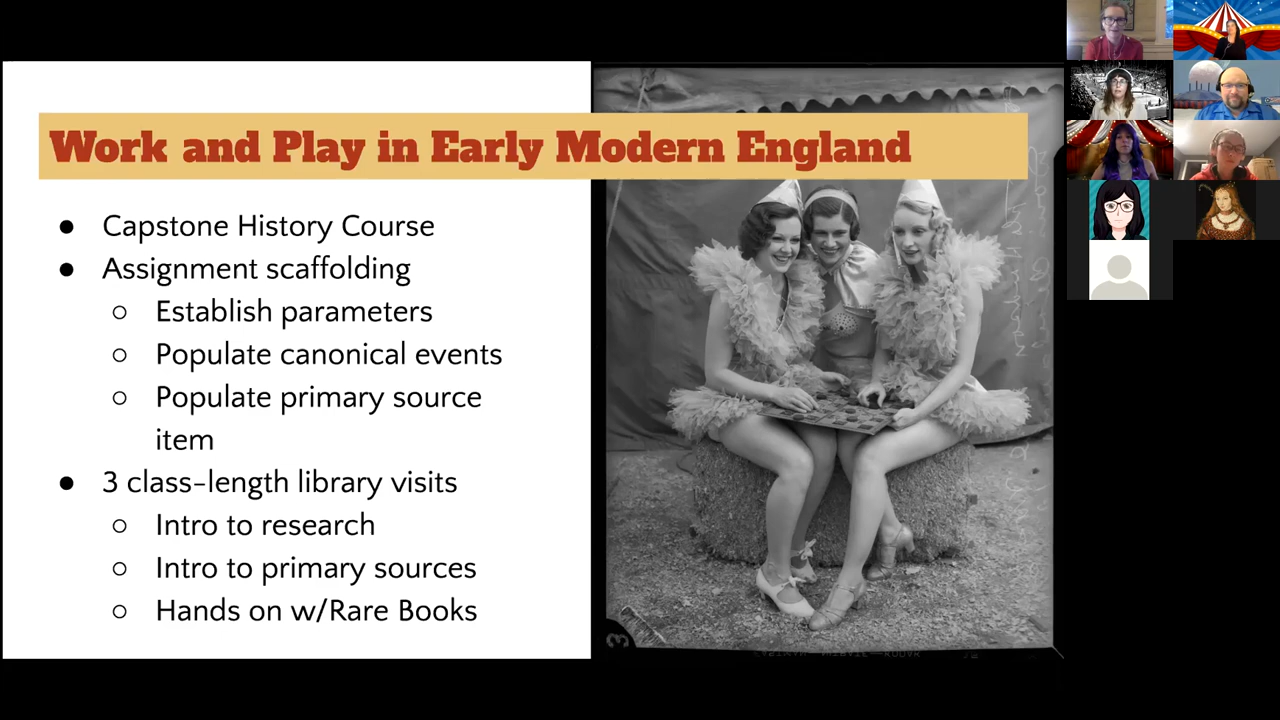 Work and Play in Early Modern England
● Capstone History Course
● Assignment scaffolding
○ Establish parameters
○ Populate canonical events
○ Populate primary source
item
● 3 class-length library visits
○ Intro to research
○ Intro to primary sources
○ Hands on w/Rare Books
3